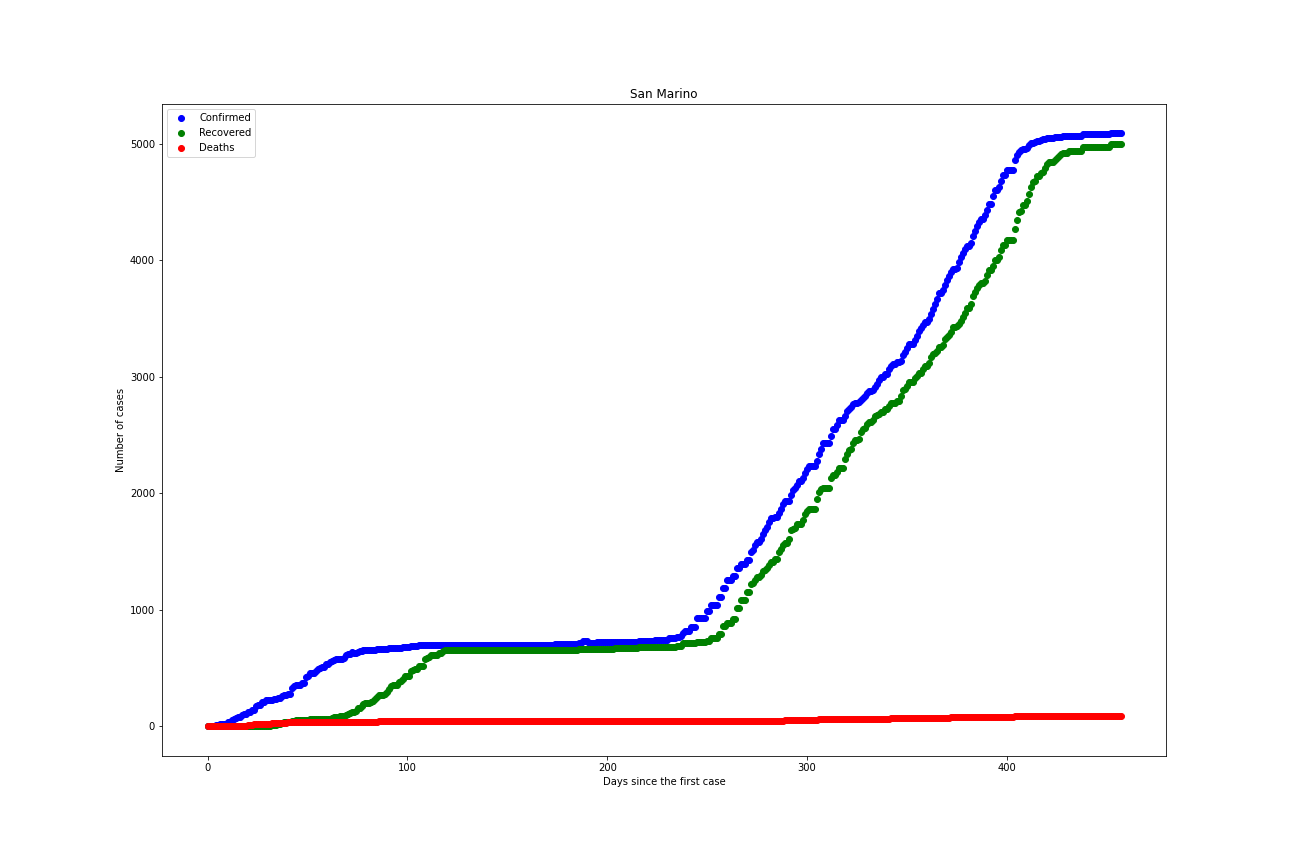 San Marino
Confirmed
Recovered
Deaths
5000
4000
3000
2000
1000
0
Number of cases
0 100 200 300 400
Days since the first case